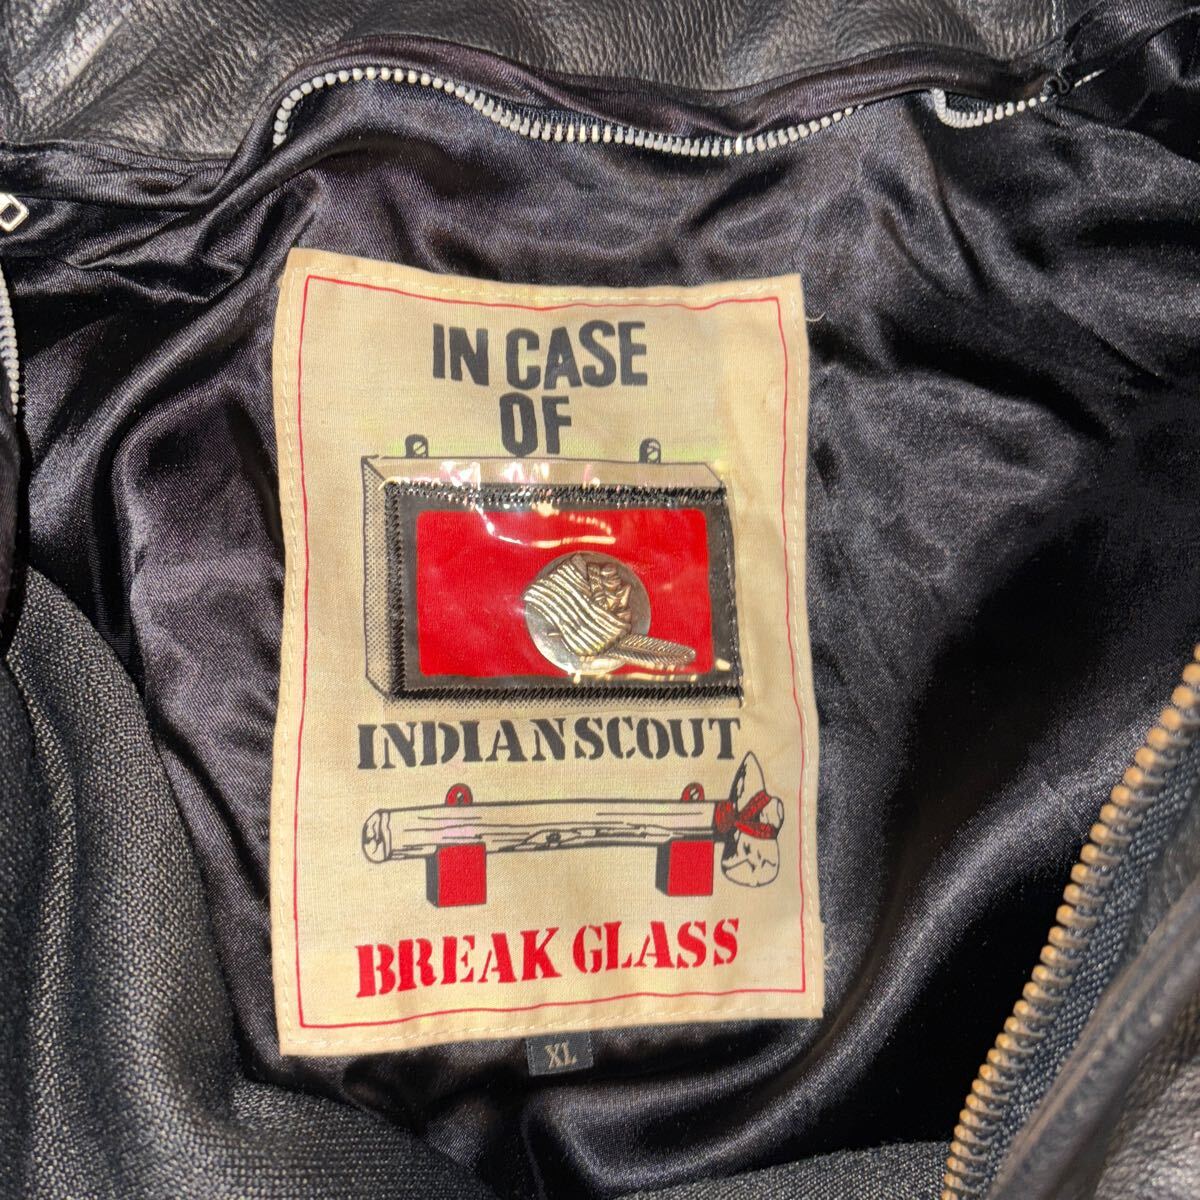 IN CASE
OF
INDIANSCOUT
BREAK GLASS
XL